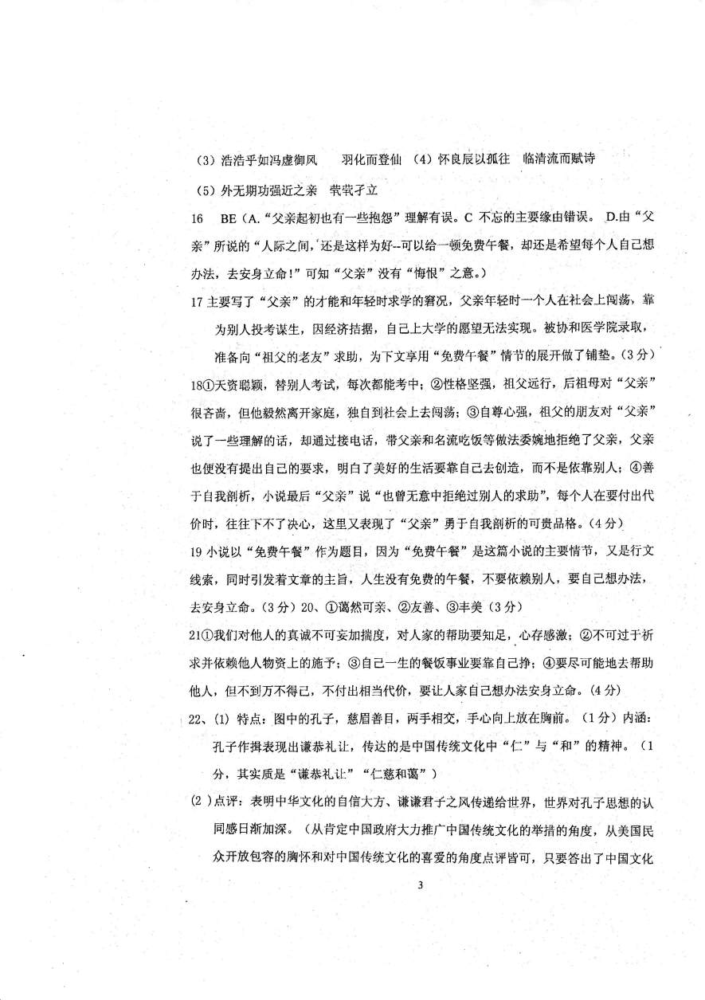 （3）浩浩乎如冯虚御风　　羽化而登仙　（4）怀良辰以孤往　临清流而赋诗
（5）外无期功强近之亲　茕茕孑立
16　BE（A.“父亲起初也有一些抱怨”理解有误。C 不忘的主要缘由错误。 D.由“父
亲”所说的“人际之间，还是这样为好--可以给一顿免费午餐，却还是希望每个人自己想
办法，去安身立命!”可知“父亲”没有“悔恨”之意。）
17 主要写了“父亲”的才能和年轻时求学的窘况，父亲年轻时一个人在社会上闯荡，靠
为别人投考谋生，因经济拮据，自己上大学的愿望无法实现。被协和医学院录取，
准备向“祖父的老友”求助，为下文享用“免费午餐”情节的展开做了铺垫。（3 分）
18①天资聪颖，替别人考试，每次都能考中；②性格坚强，祖父远行，后祖母对“父亲”
很吝啬，但他毅然离开家庭，独自到社会上去闯荡；③自尊心强，祖父的朋友对“父亲”
说了一些理解的话，却通过接电话，带父亲和名流吃饭等做法委婉地拒绝了父亲，父亲
也便没有提出自己的要求，明白了美好的生活要靠自己去创造，而不是依靠别人；④善
于自我剖析，小说最后“父亲”说“也曾无意中拒绝过别人的求助”，每个人在要付出代
价时，往往下不了决心，这里又表现了“父亲”勇于自我剖析的可贵品格。（4 分）
19 小说以“免费午餐”作为题目，因为“免费午餐”是这篇小说的主要情节，又是行文
线索，同时引发着文章的主旨，人生没有免费的午餐，不要依赖别人，要自己想办法，
去安身立命。（3 分）20、①蔼然可亲、②友善、③丰美（3 分）
21①我们对他人的真诚不可妄加揣度，对人家的帮助要知足，心存感激；②不可过于祈
求并依赖他人物资上的施予；③自己一生的餐饭事业要靠自己挣；④要尽可能地去帮助
他人，但不到万不得已，不付出相当代价，要让人家自己想办法安身立命。（4 分）
22、（1）特点：图中的孔子，慈眉善目，两手相交，手心向上放在胸前。（1 分）内涵：
孔子作揖表现出谦恭礼让，传达的是中国传统文化中“仁”与“和”的精神。（1
分，其实质是“谦恭礼让”“仁慈和蔼”）
（2 ）点评：表明中华文化的自信大方、谦谦君子之风传递给世界，世界对孔子思想的认
同感日渐加深。（从肯定中国政府大力推广中国传统文化的举措的角度，从美国民
众开放包容的胸怀和对中国传统文化的喜爱的角度点评皆可，只要答出了中国文化
3